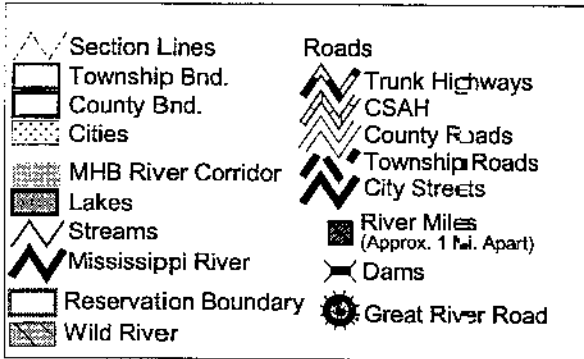 Section Lines
Township Bnd.
County Bnd.
Cities
MHB River Corridor
Lakes
Streams
Mississippi River
Reservation Boundary
Wild River
Roads
Trunk Highways
CSAH
County Roads
Township Roads
City Streets
River Miles
(Approx. 1 Mi. Apart)
Dams
Great River Road